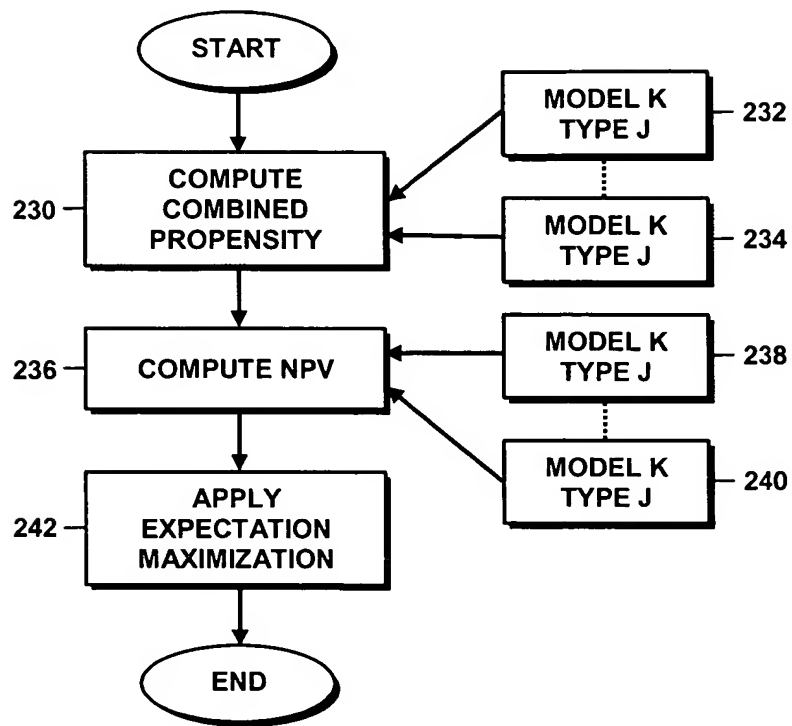 START
MODEL K
TYPE J
232
230
COMPUTE
COMBINED
PROPENSITY
MODEL K
TYPE J
234
236
COMPUTE NPV
MODEL K
TYPE J
238
242
APPLY
EXPECTATION
MAXIMIZATION
MODEL K
TYPE J
240
END